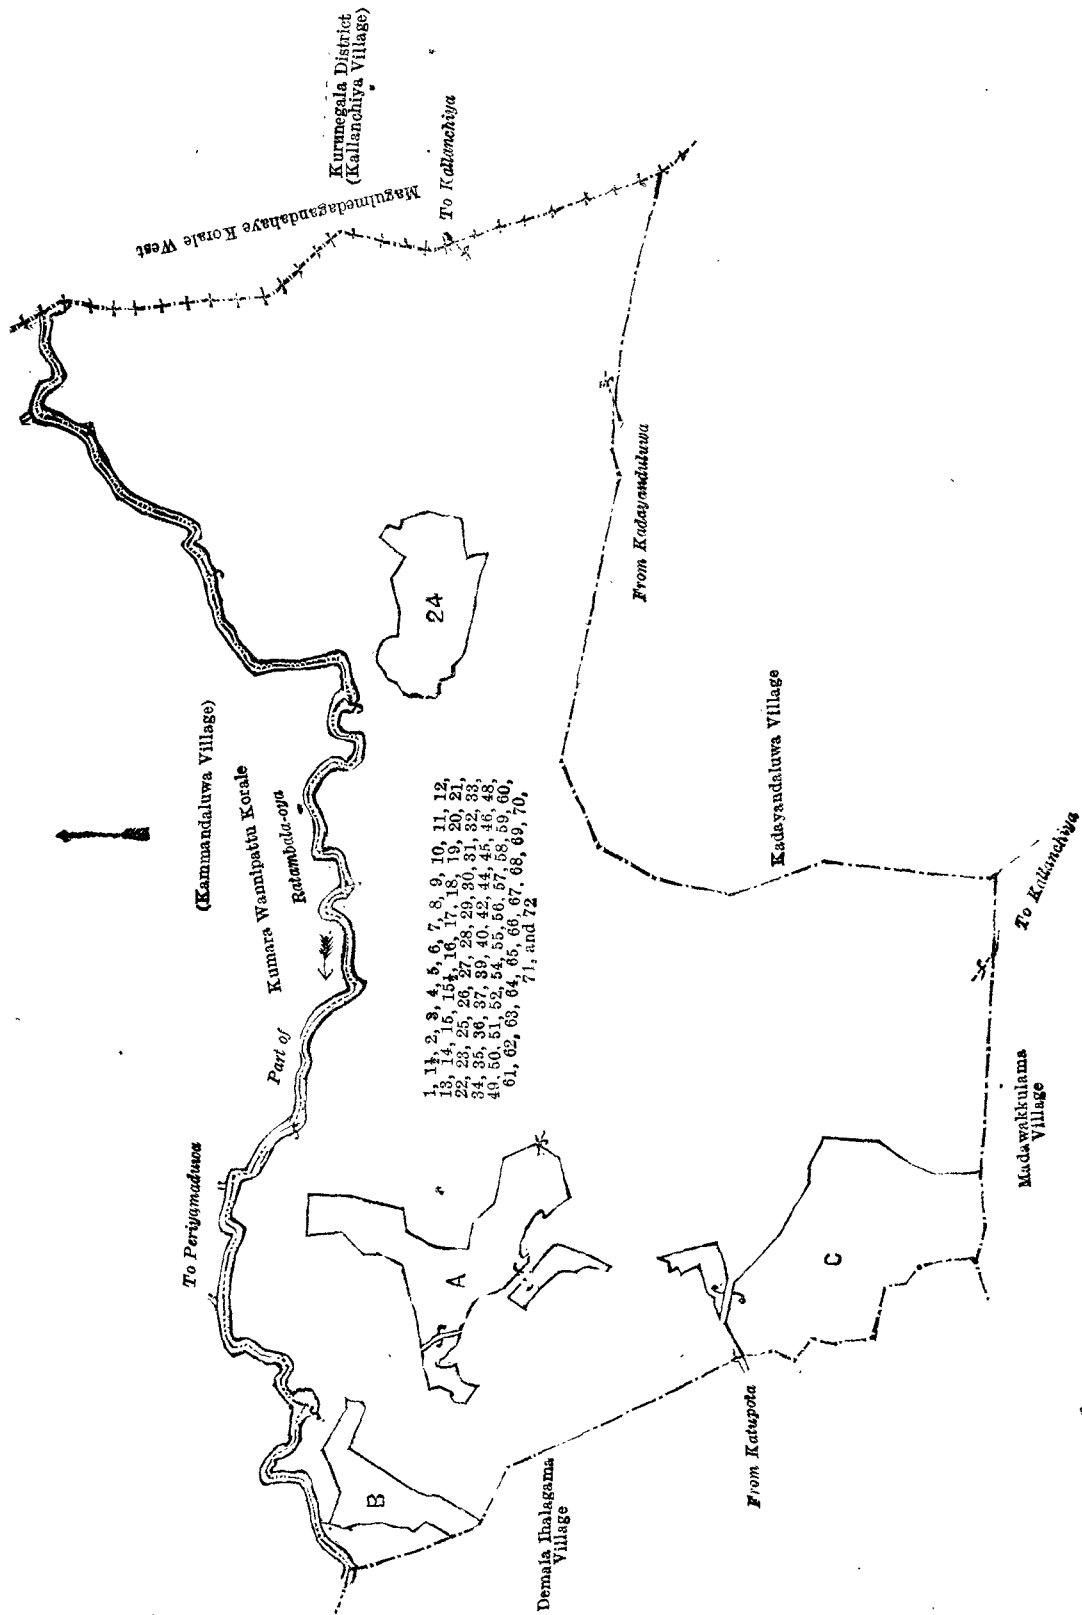 Kurunegala District
(Kallanchiya Village)
Magulmedagandahaye Korale West
To Kallanchiya
(Kammandaluwa Village)
Kumara Wannipattu Korale
Ratambala-oya
Part of
To Periyamaduwa
24
From Kadayanduluwa
Kadayandaluwa Village
1, 1½, 2, 3, 4, 5, 6, 7, 8, 9, 10, 11, 12,
13, 14, 15, 15½, 16, 17, 18, 19, 20, 21,
22, 23, 25, 26, 27, 28, 29, 30, 31, 32, 33,
34, 35, 36, 37, 39, 40, 42, 44, 45, 46, 48,
49, 50, 51, 52, 54, 55, 56, 57, 58, 59, 60,
61, 62, 63, 64, 65, 66, 67, 68, 69, 70,
71, and 72
A
B
C
To Kallanchiya
Madawakkulama
Village
From Katupota
Demala Ihalagama
Village